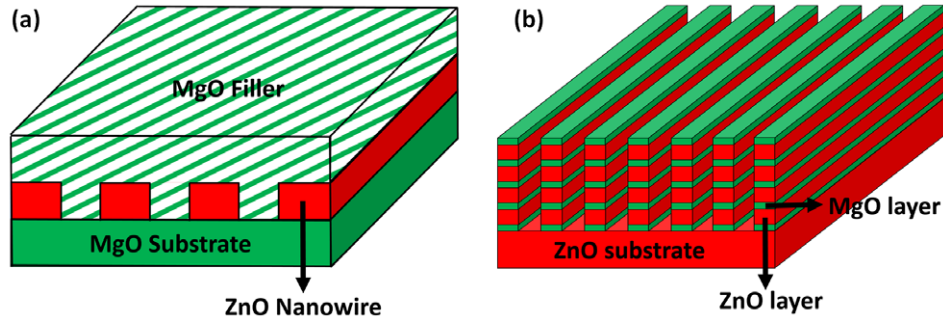 (a)
MgO Filler
MgO Substrate
ZnO Nanowire
(b)
MgO layer
ZnO substrate
ZnO layer